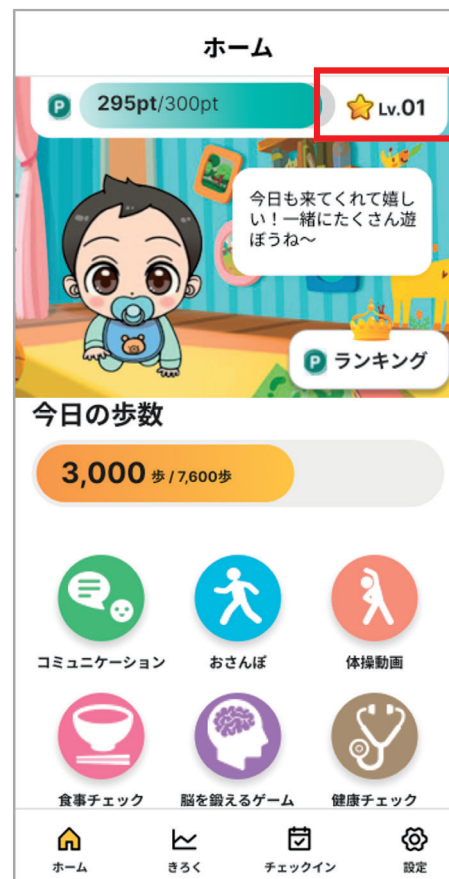 ホーム
P 295pt/300pt Lv.01
今日も来てくれて嬉し
い！一緒にたくさん遊
ぼうね〜
P ランキング
今日の歩数
3,000 歩 / 7,600歩
コミュニケーション おさんぽ 体操動画
食事チェック 脳を鍛えるゲーム 健康チェック
ホーム きろく チェックイン 設定